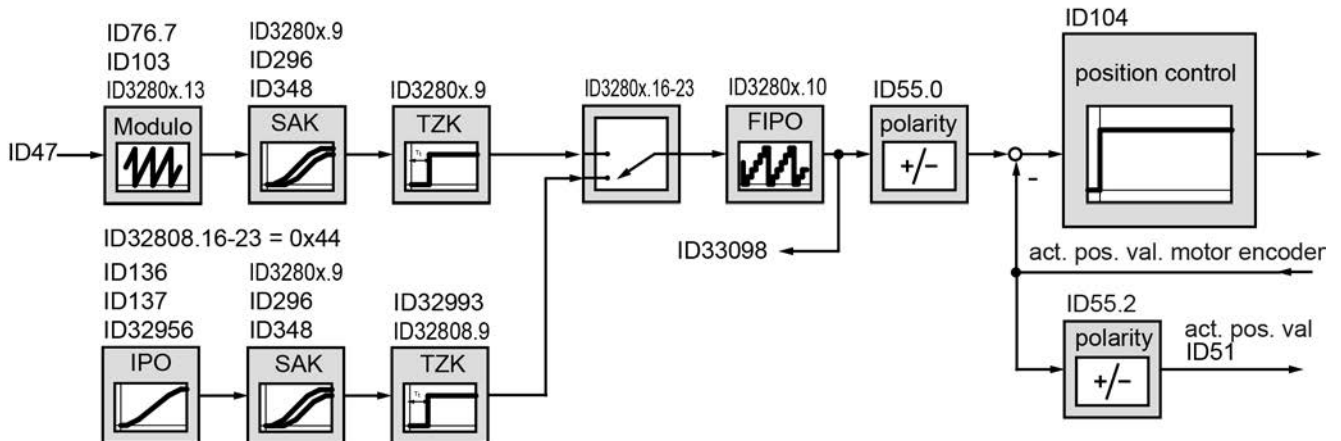 ID76.7
ID103
ID3280x.13
Modulo
ID47
ID3280x.9
ID296
ID348
SAK
ID3280x.9
TZK
ID3280x.16-23
ID3280x.10
FIPO
ID33098
ID55.0
polarity
+/−
-
ID104
position control
act. pos. val. motor encoder
ID55.2
polarity
+/−
act. pos. val
ID51
ID32808.16-23 = 0x44
ID136
ID137
ID32956
IPO
ID3280x.9
ID296
ID348
SAK
ID32993
ID32808.9
TZK